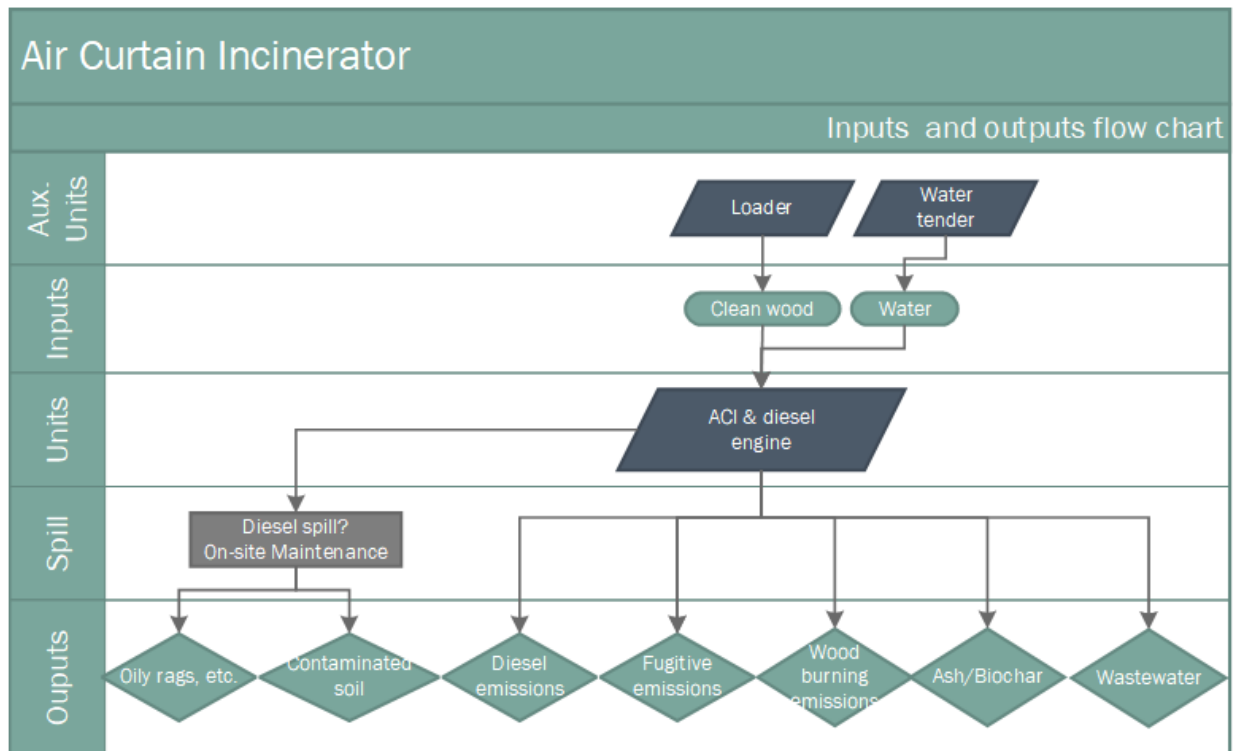 Air Curtain Incinerator
Inputs and outputs flow chart
Aux.
Units
Loader
Water
tender
Inputs
Clean wood
Water
Units
ACI & diesel
engine
Spill
Diesel spill?
On-site Maintenance
Ouputs
Oily rags, etc.
Contaminated
soil
Diesel
emissions
Fugitive
emissions
Wood
burning
emissions
Ash/Biochar
Wastewater